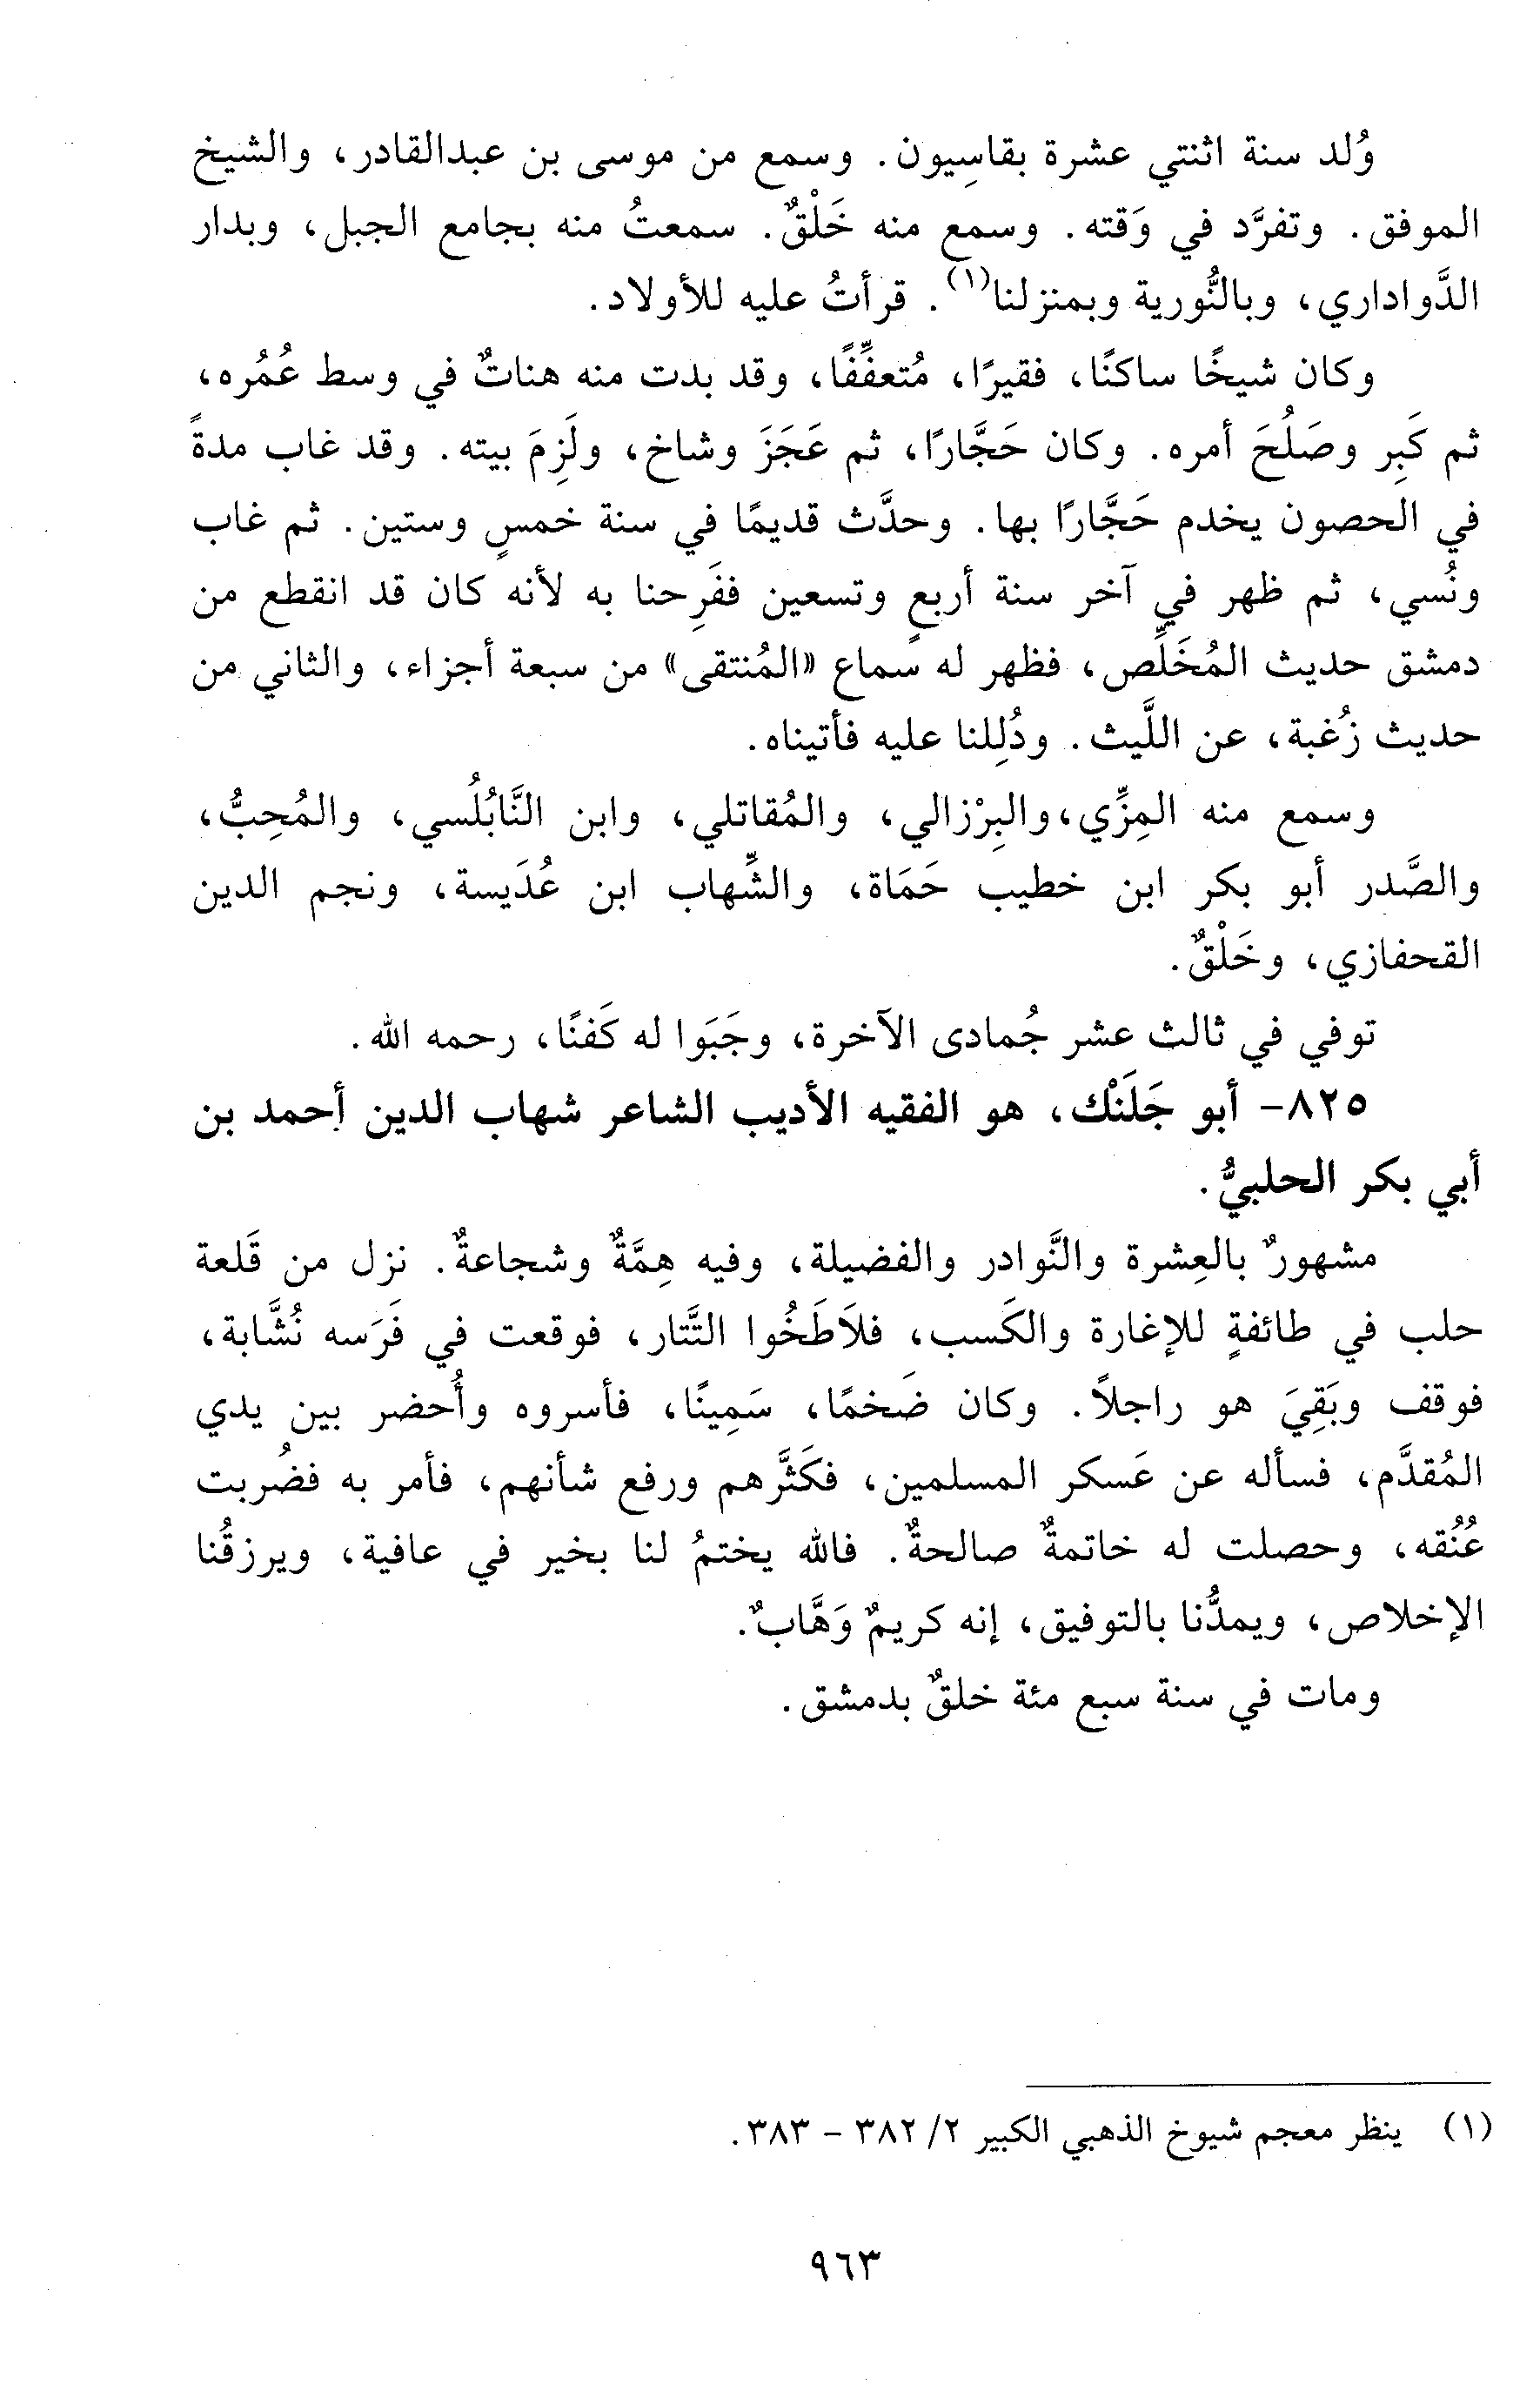 وُلد سنة اثنتي عشرة بقاسِيون. وسمع من موسى بن عبدالقادر، والشيخ
الموفق. وتفرَّد في وَقته. وسمع منه خَلْقٌ. سمعتُ منه بجامع الجبل، وبدار
الدَّواداري، وبالنُّورية وبمنزلنا(١). قرأتُ عليه للأولاد.
وكان شيخًا ساكنًا، فقيرًا، مُتعفِّفًا، وقد بدت منه هناتٌ في وسط عُمُره،
ثم كَبِر وصَلُحَ أمره. وكان حَجَّارًا، ثم عَجَزَ وشاخ، ولَزِمَ بيته. وقد غاب مدةً
في الحصون يخدم حَجَّارًا بها. وحدَّث قديمًا في سنة خمسٍ وستين. ثم غاب
ونُسي، ثم ظهر في آخر سنة أربعٍ وتسعين ففَرِحنا به لأنه كان قد انقطع من
دمشق حديث المُخَلِّص، فظهر له سماع «المُنتقى» من سبعة أجزاء، والثاني من
حديث زُغبة، عن اللَّيث. ودُلِلنا عليه فأتيناه.
وسمع منه المِزِّي،والبِرْزالي، والمُقاتلي، وابن النَّابُلُسي، والمُحِبُّ،
والصَّدر أبو بكر ابن خطيب حَمَاة، والشِّهاب ابن عُدَيسة، ونجم الدين
القحفازي، وخَلْقٌ.
توفي في ثالث عشر جُمادى الآخرة، وجَبَوا له كَفنًا، رحمه الله.
٨٢٥- أبو جَلَنْك، هو الفقيه الأديب الشاعر شهاب الدين أحمد بن
أبي بكر الحلبيُّ.
مشهورٌ بالعِشرة والنَّوادر والفضيلة، وفيه هِمَّةٌ وشجاعةٌ. نزل من قَلعة
حلب في طائفةٍ للإغارة والكَسب، فلاَطَخُوا التَّتار، فوقعت في فَرَسه نُشَّابة،
فوقف وبَقِيَ هو راجلاً. وكان ضَخمًا، سَمِينًا، فأسروه وأُحضر بين يدي
المُقدَّم، فسأله عن عَسكر المسلمين، فكَثَّرهم ورفع شأنهم، فأمر به فضُربت
عُنُقه، وحصلت له خاتمةٌ صالحةٌ. فالله يختمُ لنا بخير في عافية، ويرزقُنا
الإخلاص، ويمدُّنا بالتوفيق، إنه كريمٌ وَهَّابٌ.
ومات في سنة سبع مئة خلقٌ بدمشق.
(١) ينظر معجم شيوخ الذهبي الكبير ٢/ ٣٨٢ - ٣٨٣.
٩٦٣